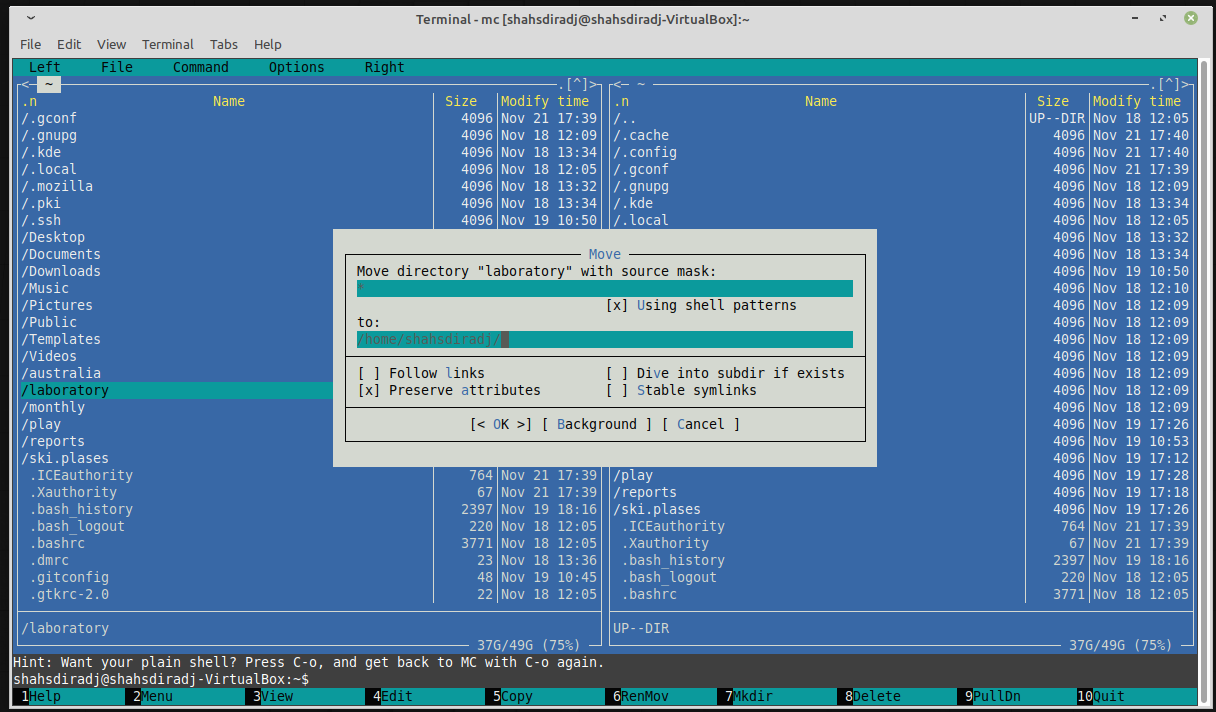 Terminal - mc [shahsdiradj@shahsdiradj-VirtualBox]:~
File Edit View Terminal Tabs Help
Left File Command Options Right
<─ ~ ─.[^]> <─ ~ ─.[^]>
.n Name Size Modify time .n Name Size Modify time
/.gconf 4096 Nov 21 17:39 /.. UP--DIR Nov 18 12:05
/.gnupg 4096 Nov 18 12:09 /.cache 4096 Nov 21 17:40
/.kde 4096 Nov 18 13:34 /.config 4096 Nov 21 17:40
/.local 4096 Nov 18 12:05 /.gconf 4096 Nov 21 17:39
/.mozilla 4096 Nov 18 13:32 /.gnupg 4096 Nov 18 12:09
/.pki 4096 Nov 18 13:34 /.kde 4096 Nov 18 13:34
/.ssh 4096 Nov 19 10:50 /.local 4096 Nov 18 12:05
/Desktop 4096 Nov 18 13:32
/Documents Move 4096 Nov 18 13:34
/Downloads Move directory "laboratory" with source mask: 4096 Nov 19 10:50
/Music * 4096 Nov 18 12:10
/Pictures [x] Using shell patterns 4096 Nov 18 12:09
/Public to: 4096 Nov 18 12:09
/Templates /home/shahsdiradj/ 4096 Nov 18 12:09
/Videos 4096 Nov 18 12:09
/australia [ ] Follow links [ ] Dive into subdir if exists 4096 Nov 18 12:09
/laboratory [x] Preserve attributes [ ] Stable symlinks 4096 Nov 18 12:09
/monthly 4096 Nov 18 12:09
/play [< OK >] [ Background ] [ Cancel ] 4096 Nov 19 17:26
/reports 4096 Nov 19 10:53
/ski.plases 4096 Nov 19 17:12
.ICEauthority 764 Nov 21 17:39 /play 4096 Nov 19 17:28
.Xauthority 67 Nov 21 17:39 /reports 4096 Nov 19 17:18
.bash_history 2397 Nov 19 18:16 /ski.plases 4096 Nov 19 17:26
.bash_logout 220 Nov 18 12:05 .ICEauthority 764 Nov 21 17:39
.bashrc 3771 Nov 18 12:05 .Xauthority 67 Nov 21 17:39
.dmrc 23 Nov 18 13:36 .bash_history 2397 Nov 19 18:16
.gitconfig 48 Nov 19 10:45 .bash_logout 220 Nov 18 12:05
.gtkrc-2.0 22 Nov 18 12:05 .bashrc 3771 Nov 18 12:05
/laboratory UP--DIR
37G/49G (75%) 37G/49G (75%)
Hint: Want your plain shell? Press C-o, and get back to MC with C-o again.
shahsdiradj@shahsdiradj-VirtualBox:~$
1Help 2Menu 3View 4Edit 5Copy 6RenMov 7Mkdir 8Delete 9PullDn 10Quit